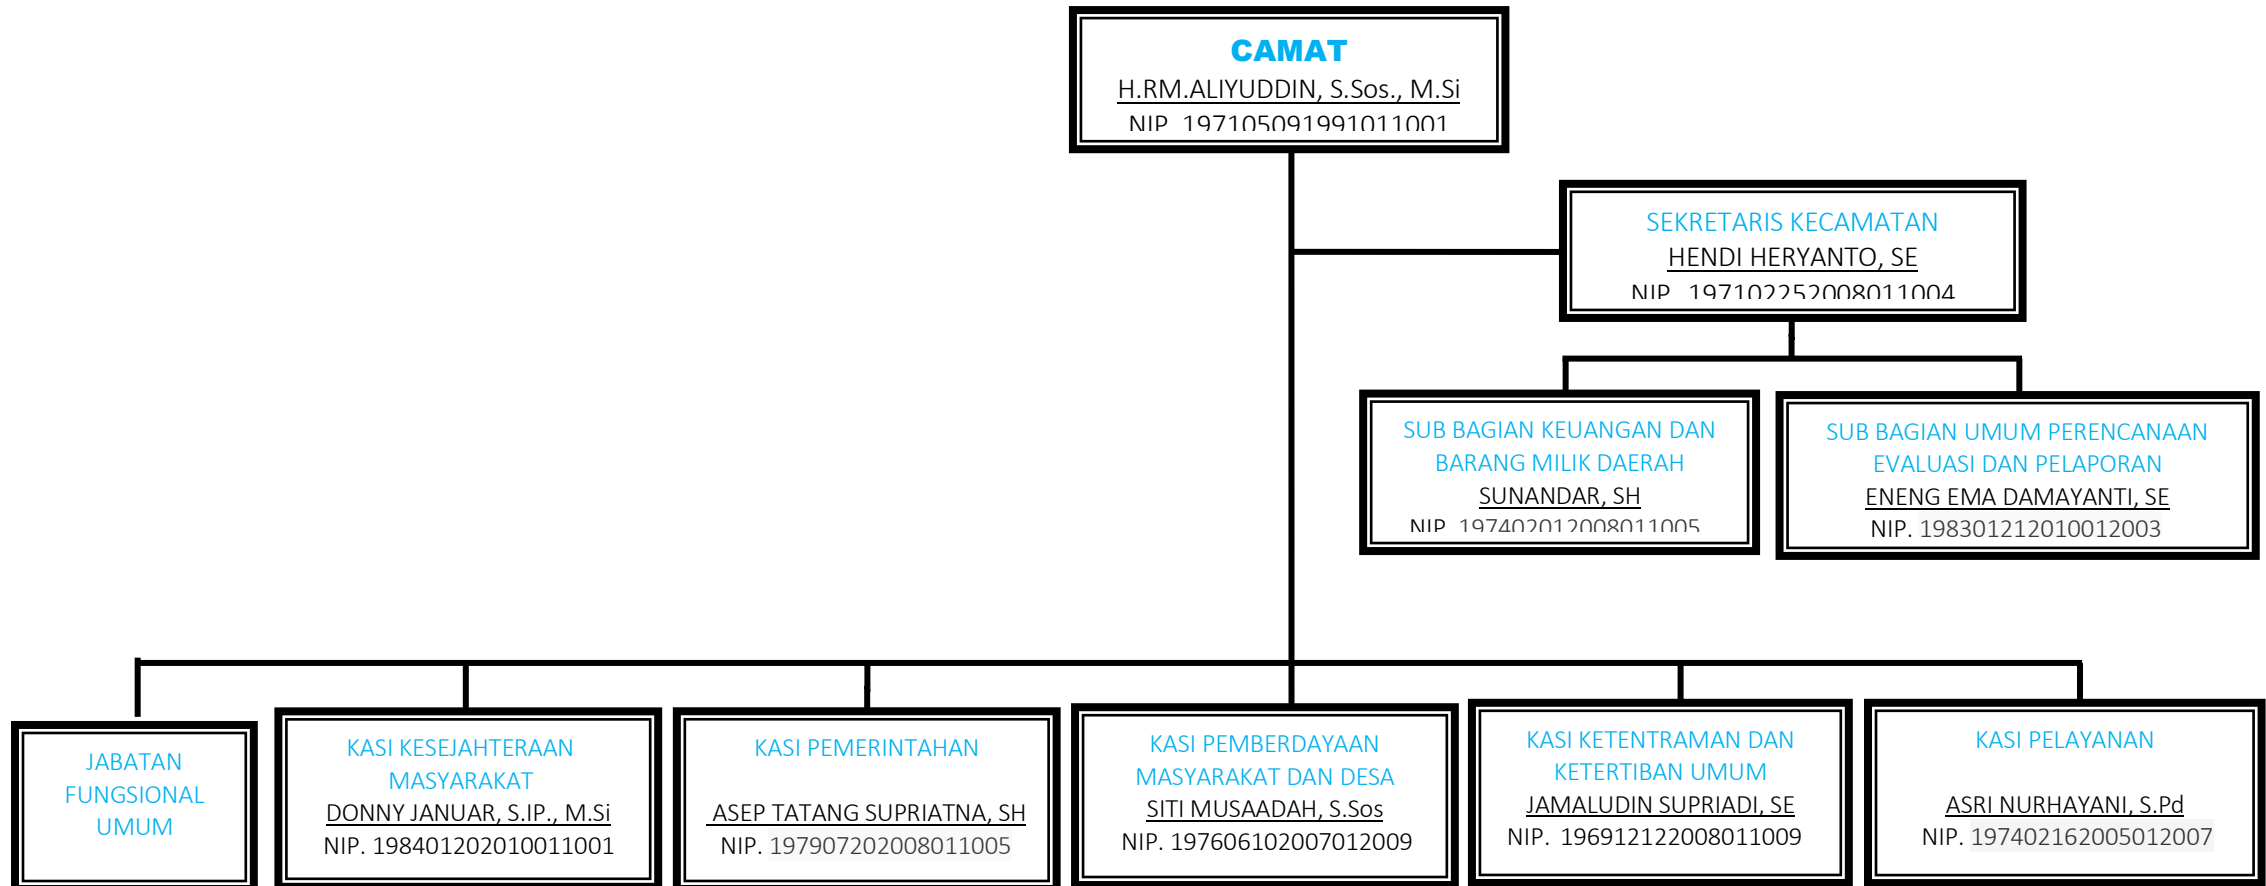 CAMAT
H.RM.ALIYUDDIN, S.Sos., M.Si
NIP. 197105091991011001
SEKRETARIS KECAMATAN
HENDI HERYANTO, SE
NIP. 197102252008011004
SUB BAGIAN KEUANGAN DAN
BARANG MILIK DAERAH
SUNANDAR, SH
NIP. 197402012008011005
SUB BAGIAN UMUM PERENCANAAN
EVALUASI DAN PELAPORAN
ENENG EMA DAMAYANTI, SE
NIP. 198301212010012003
JABATAN
FUNGSIONAL
UMUM
KASI KESEJAHTERAAN
MASYARAKAT
DONNY JANUAR, S.IP., M.Si
NIP. 198401202010011001
KASI PEMERINTAHAN
ASEP TATANG SUPRIATNA, SH
NIP. 197907202008011005
KASI PEMBERDAYAAN
MASYARAKAT DAN DESA
SITI MUSAADAH, S.Sos
NIP. 197606102007012009
KASI KETENTRAMAN DAN
KETERTIBAN UMUM
JAMALUDIN SUPRIADI, SE
NIP. 196912122008011009
KASI PELAYANAN
ASRI NURHAYANI, S.Pd
NIP. 197402162005012007